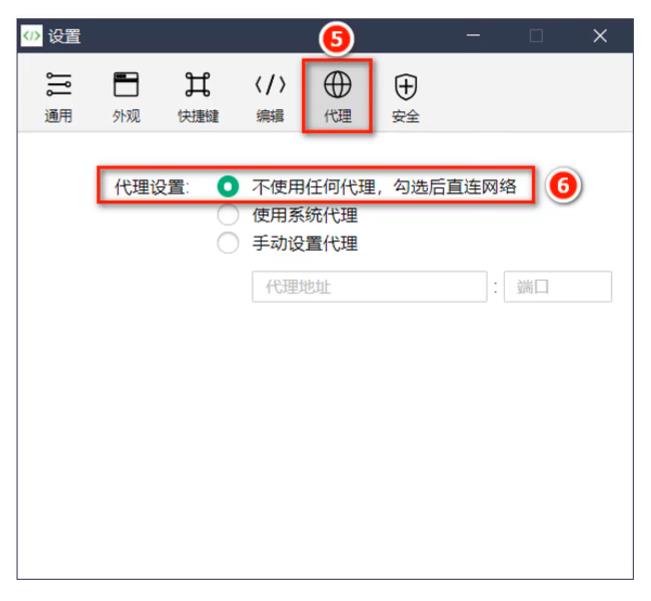 </> 设置
5
通用 外观 快捷键 </> 编辑 代理 安全
代理设置: 不使用任何代理，勾选后直连网络 6
使用系统代理
手动设置代理
代理地址 : 端口